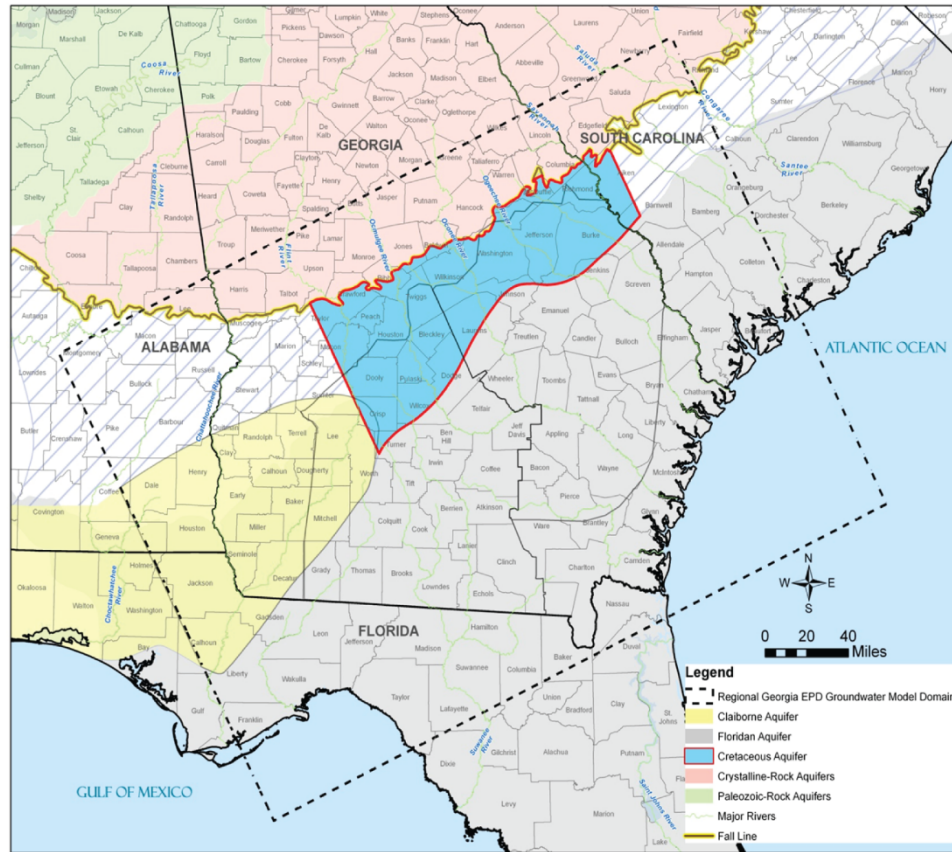 GEORGIA
SOUTH CAROLINA
ALABAMA
FLORIDA
ATLANTIC OCEAN
GULF OF MEXICO
Coosa
River
Tallapoosa
River
Flint
River
Ocmulgee River
Savannah
River
Saluda
River
Congaree
River
Santee
River
Chattahoochee River
Choctawhatchee
River
Suwanee
River
Saint Johns River
Marshall
De Kalb
Chattooga
Gordon
Cullman
Cherokee
Floyd
Bartow
Blount
Etowah
Polk
Paulding
Cobb
Gwinnett
Calhoun
Haralson
Douglas
Fulton
Cleburne
Carroll
Talladega
Shelby
Clay
Randolph
Heard
Coweta
Fayette
Henry
Coosa
Tallapoosa
Chambers
Troup
Meriwether
Pike
Lamar
Monroe
Jones
Harris
Talbot
Upson
Pickens
Dawson
Lumpkin
White
Hall
Banks
Franklin
Hart
Forsyth
Jackson
Madison
Elbert
Barrow
Clarke
Oglethorpe
Walton
Oconee
Morgan
Greene
Taliaferro
Warren
Lincoln
Columbia
Clayton
Newton
Jasper
Putnam
Hancock
Spalding
Stephens
Oconee
Anderson
Abbeville
Laurens
Greenwood
Newberry
Union
Fairfield
Saluda
Edgefield
Lexington
Kershaw
Chesterfield
Darlington
Dillon
Marion
Florence
Horry
Sumter
Clarendon
Williamsburg
Georgetown
Calhoun
Orangeburg
Berkeley
Dorchester
Bamberg
Barnwell
Allendale
Colleton
Charleston
Hampton
Jasper
Beaufort
Richmond
Jefferson
Burke
Jenkins
Screven
Washington
Wilkinson
Johnson
Emanuel
Candler
Bulloch
Effingham
Treutlen
Toombs
Evans
Bryan
Chatham
Tattnall
Liberty
Long
McIntosh
Crawford
Peach
Twiggs
Houston
Bleckley
Laurens
Dooly
Pulaski
Dodge
Wheeler
Wilcox
Telfair
Crisp
Turner
Ben
Hill
Jeff
Davis
Appling
Wayne
Irwin
Coffee
Bacon
Pierce
Tift
Worth
Berrien
Atkinson
Ware
Brantley
Glynn
Colquitt
Cook
Lanier
Clinch
Charlton
Camden
Thomas
Brooks
Lowndes
Echols
Grady
Autauga
Montgomery
Lowndes
Macon
Lee
Russell
Bullock
Muscogee
Marion
Schley
Macon
Taylor
Stewart
Sumter
Butler
Crenshaw
Pike
Barbour
Quitman
Randolph
Terrell
Lee
Clay
Calhoun
Dougherty
Coffee
Dale
Henry
Early
Baker
Mitchell
Covington
Geneva
Houston
Miller
Seminole
Decatur
Okaloosa
Walton
Holmes
Washington
Jackson
Bay
Calhoun
Gadsden
Liberty
Leon
Wakulla
Jefferson
Madison
Hamilton
Suwannee
Columbia
Baker
Nassau
Duval
Gulf
Franklin
Taylor
Lafayette
Union
Bradford
Clay
St.
Johns
Dixie
Gilchrist
Alachua
Putnam
Levy
Marion
Lake
N
W E
S
0 20 40
Miles
Legend
Regional Georgia EPD Groundwater Model Domain
Claiborne Aquifer
Floridan Aquifer
Cretaceous Aquifer
Crystalline-Rock Aquifers
Paleozoic-Rock Aquifers
Major Rivers
Fall Line